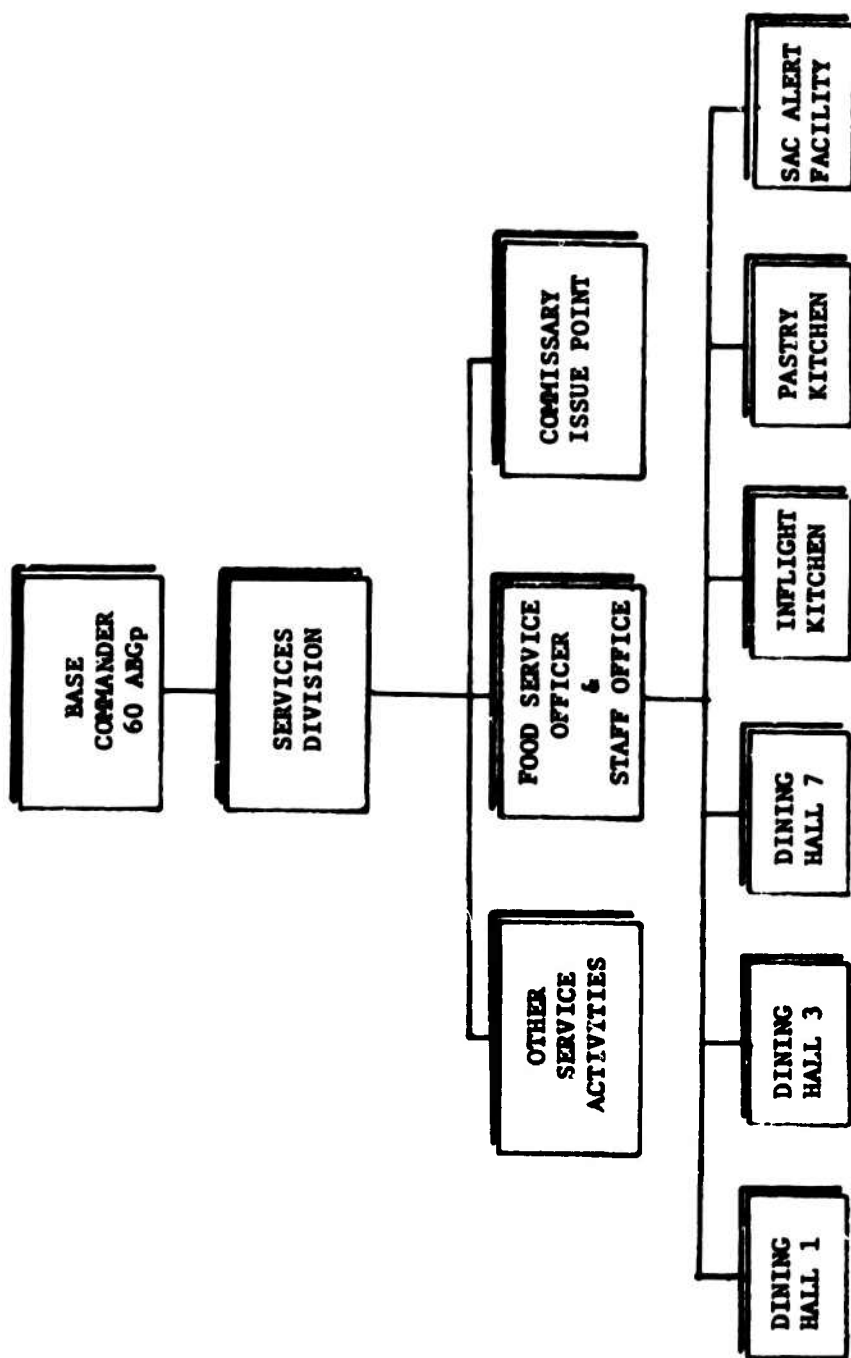 BASE
COMMANDER
60 ABGp
SERVICES
DIVISION
OTHER
SERVICE
ACTIVITIES
FOOD SERVICE
OFFICER
&
STAFF OFFICE
COMMISSARY
ISSUE POINT
DINING
HALL 1
DINING
HALL 3
DINING
HALL 7
INFLIGHT
KITCHEN
PASTRY
KITCHEN
SAC ALERT
FACILITY